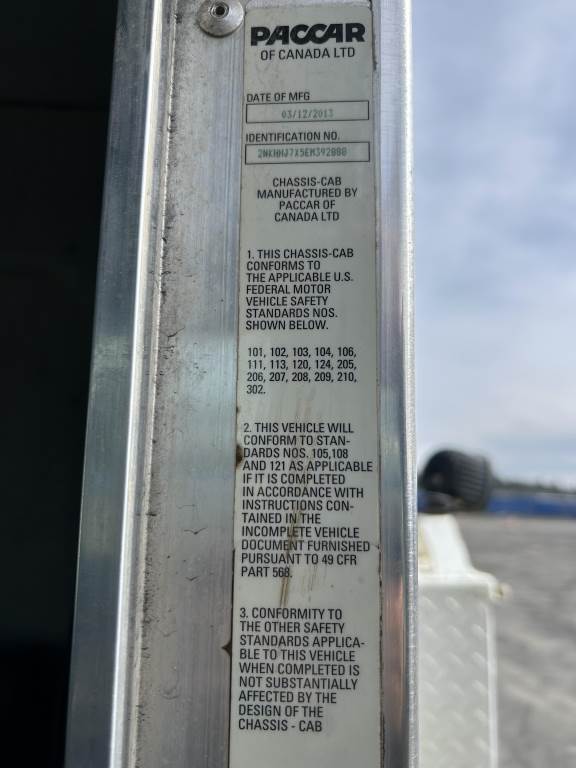 PACCAR
OF CANADA LTD
DATE OF MFG
03/12/2013
IDENTIFICATION NO.
2NKHHJ7X5EM392080
CHASSIS-CAB
MANUFACTURED BY
PACCAR OF
CANADA LTD
1. THIS CHASSIS-CAB
CONFORMS TO
THE APPLICABLE U.S.
FEDERAL MOTOR
VEHICLE SAFETY
STANDARDS NOS.
SHOWN BELOW.
101, 102, 103, 104, 106,
111, 113, 120, 124, 205,
206, 207, 208, 209, 210,
302.
2. THIS VEHICLE WILL
CONFORM TO STAN-
DARDS NOS. 105,108
AND 121 AS APPLICABLE
IF IT IS COMPLETED
IN ACCORDANCE WITH
INSTRUCTIONS CON-
TAINED IN THE
INCOMPLETE VEHICLE
DOCUMENT FURNISHED
PURSUANT TO 49 CFR
PART 568.
3. CONFORMITY TO
THE OTHER SAFETY
STANDARDS APPLICA-
BLE TO THIS VEHICLE
WHEN COMPLETED IS
NOT SUBSTANTIALLY
AFFECTED BY THE
DESIGN OF THE
CHASSIS - CAB